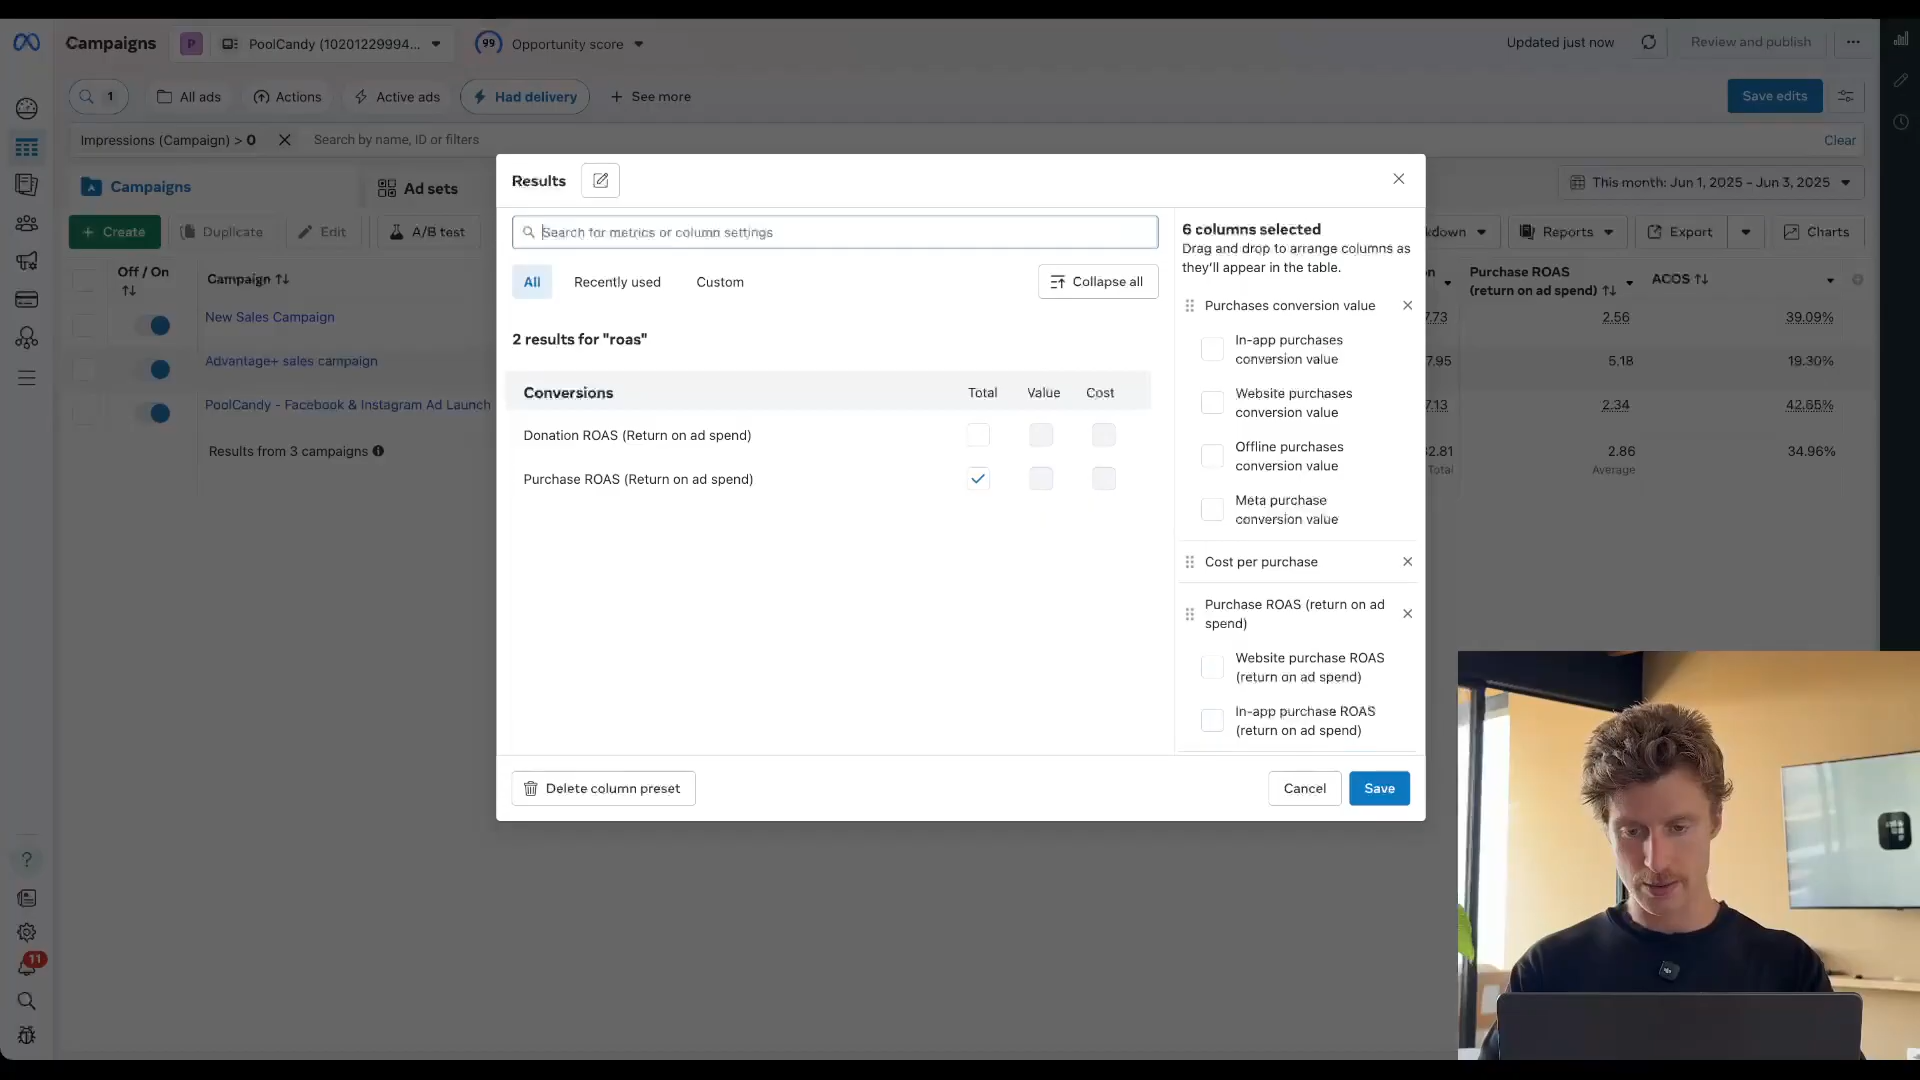 Campaigns
P
PoolCandy (10201229994...
99
Opportunity score
Updated just now
Review and publish
1
All ads
Actions
Active ads
Had delivery
See more
Save edits
Impressions (Campaign) > 0
Search by name, ID or filters
Clear
Campaigns
Ad sets
This month: Jun 1, 2025 - Jun 3, 2025
Create
Duplicate
Edit
A/B test
Reports
Export
Charts
Off / On
Campaign
Purchase ROAS
(return on ad spend)
ACOS
New Sales Campaign
2.56
39.09%
Advantage+ sales campaign
5.18
19.30%
PoolCandy - Facebook & Instagram Ad Launch
2.34
42.65%
Results from 3 campaigns
2.86
34.96%
Total
Average
Results
Search for metrics or column settings
All
Recently used
Custom
Collapse all
2 results for "roas"
Conversions
Total
Value
Cost
Donation ROAS (Return on ad spend)
Purchase ROAS (Return on ad spend)
6 columns selected
Drag and drop to arrange columns as
they'll appear in the table.
Purchases conversion value
In-app purchases
conversion value
Website purchases
conversion value
Offline purchases
conversion value
Meta purchase
conversion value
Cost per purchase
Purchase ROAS (return on ad
spend)
Website purchase ROAS
(return on ad spend)
In-app purchase ROAS
(return on ad spend)
Delete column preset
Cancel
Save
11